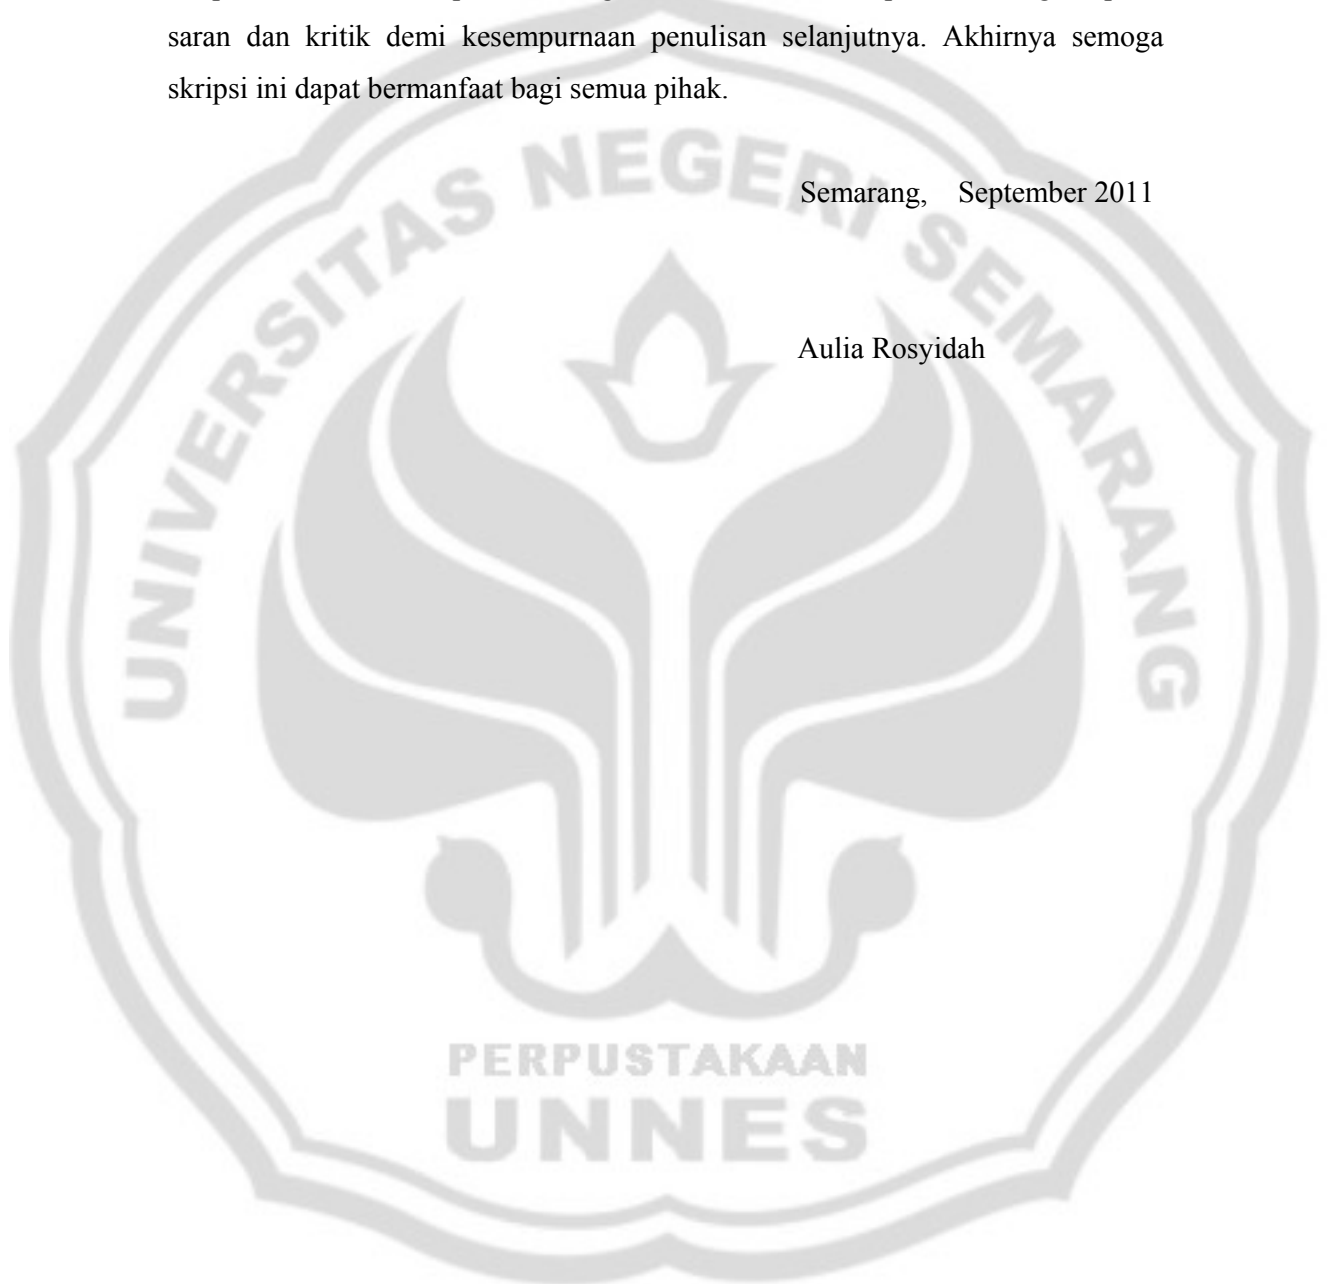 saran dan kritik demi kesempurnaan penulisan selanjutnya. Akhirnya semoga
skripsi ini dapat bermanfaat bagi semua pihak.
Semarang, September 2011
Aulia Rosyidah
UNIVERSITAS NEGERI SEMARANG
PERPUSTAKAAN
UNNES